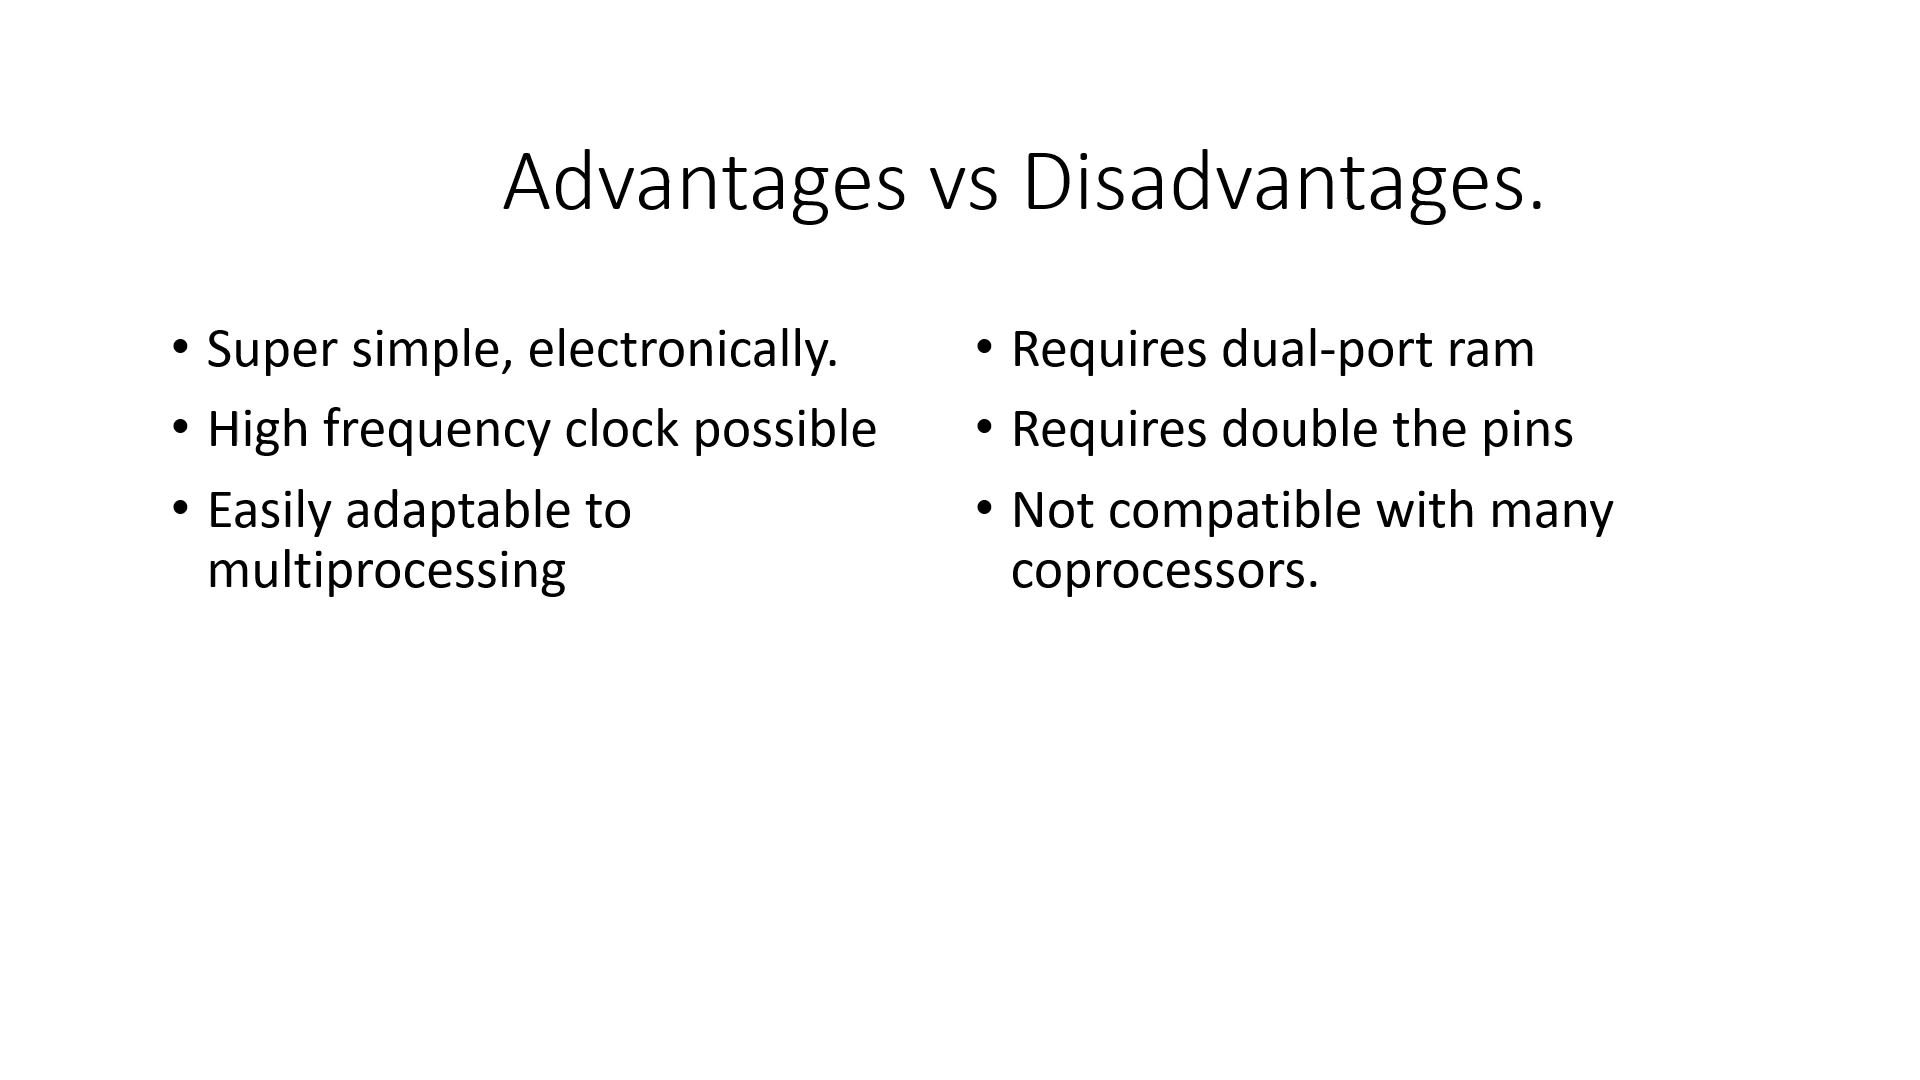 Advantages vs Disadvantages.
• Super simple, electronically.
• High frequency clock possible
• Easily adaptable to
multiprocessing
• Requires dual-port ram
• Requires double the pins
• Not compatible with many
coprocessors.